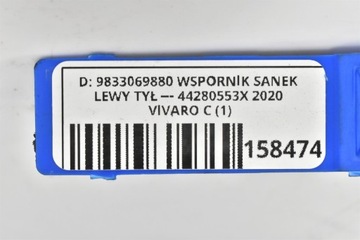 D: 9833069880 WSPORNIK SANEK
LEWY TYŁ --- 44280553X 2020
VIVARO C (1)
158474